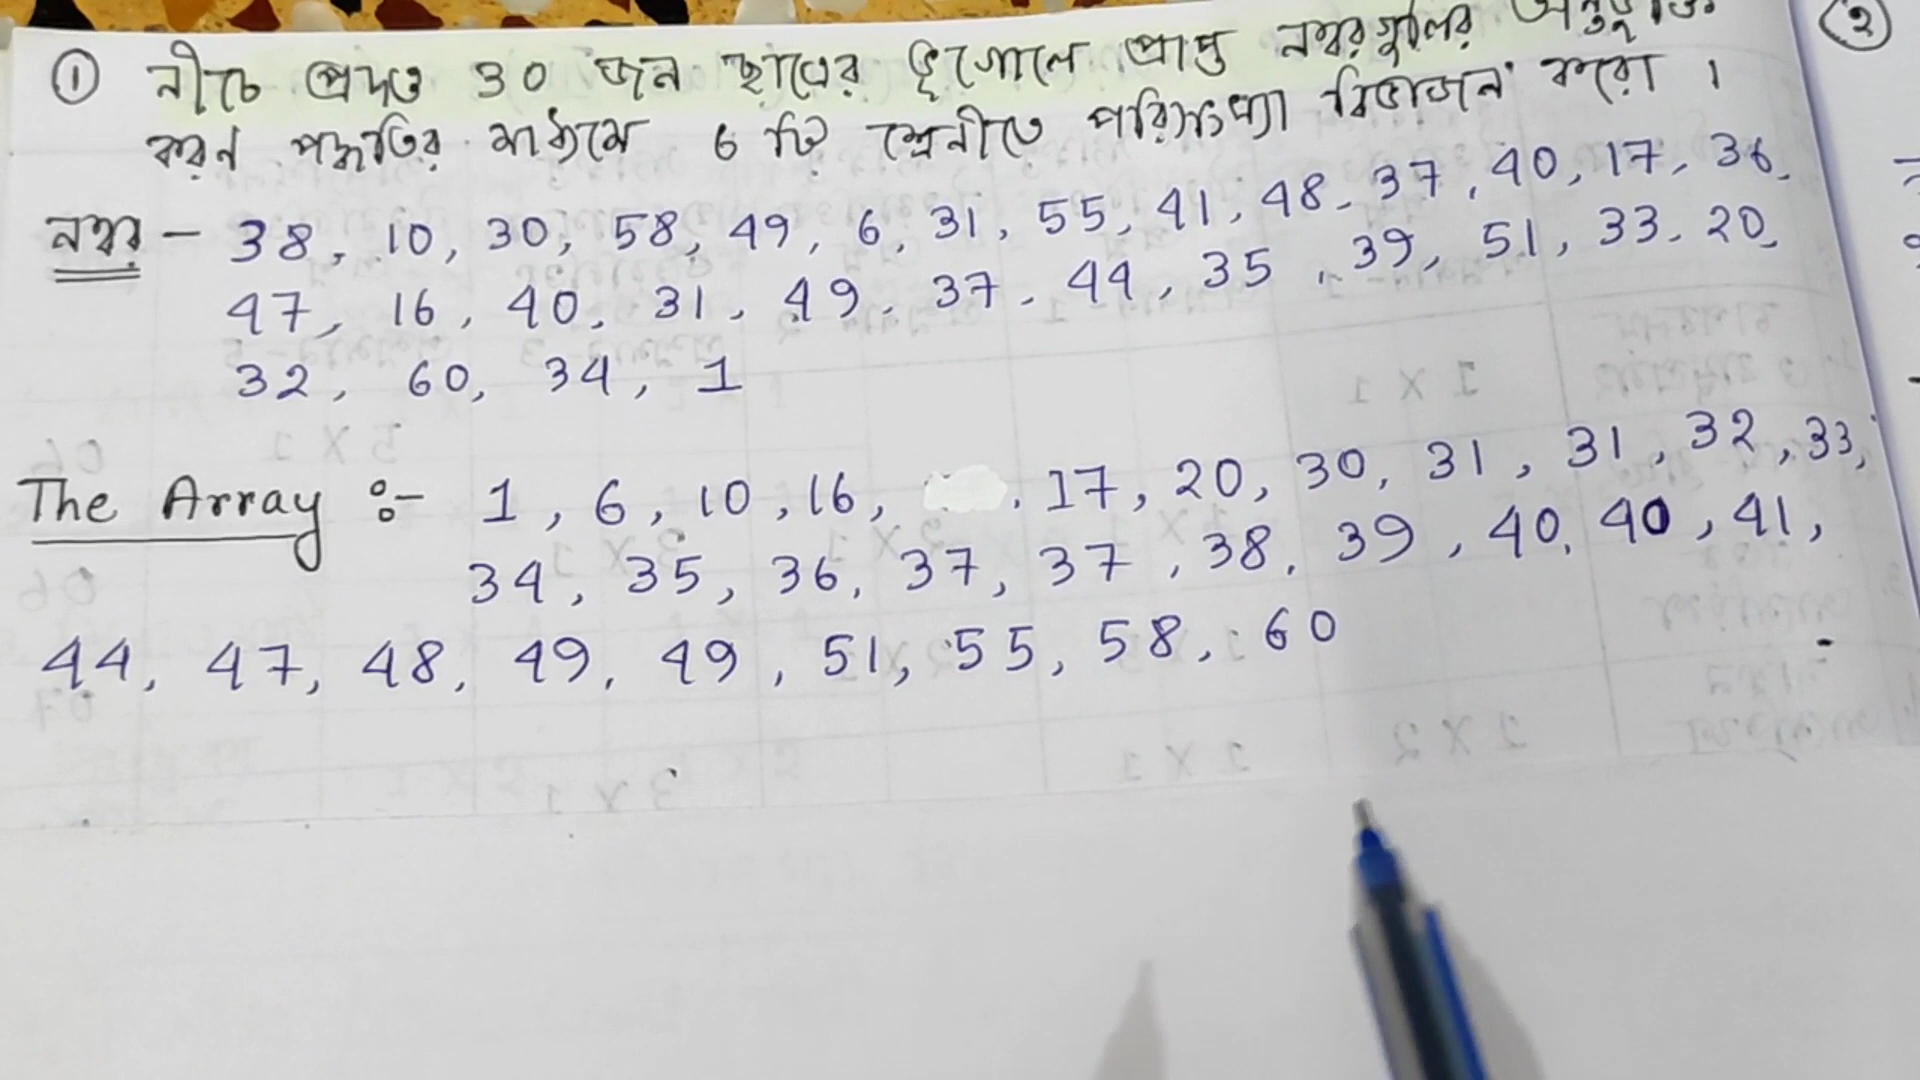 ① নীচে প্রদত্ত 30 জন ছাত্রের ভূগোলে প্রাপ্ত নম্বরগুলির
করন পদ্ধতির মাধ্যমে 6 টি শ্রেনীতে পরিসংখ্যা বিভাজন করো ।
নম্বর - 38, 10, 30, 58, 49, 6, 31, 55, 41, 48, 37, 40, 17, 36,
47, 16, 40, 31, 49, 37, 44, 35, 39, 51, 33, 20,
32, 60, 34, 1
The Array :- 1, 6, 10, 16, 17, 20, 30, 31, 31, 32, 33,
34, 35, 36, 37, 37, 38, 39, 40, 40, 41,
44, 47, 48, 49, 49, 51, 55, 58, 60
②